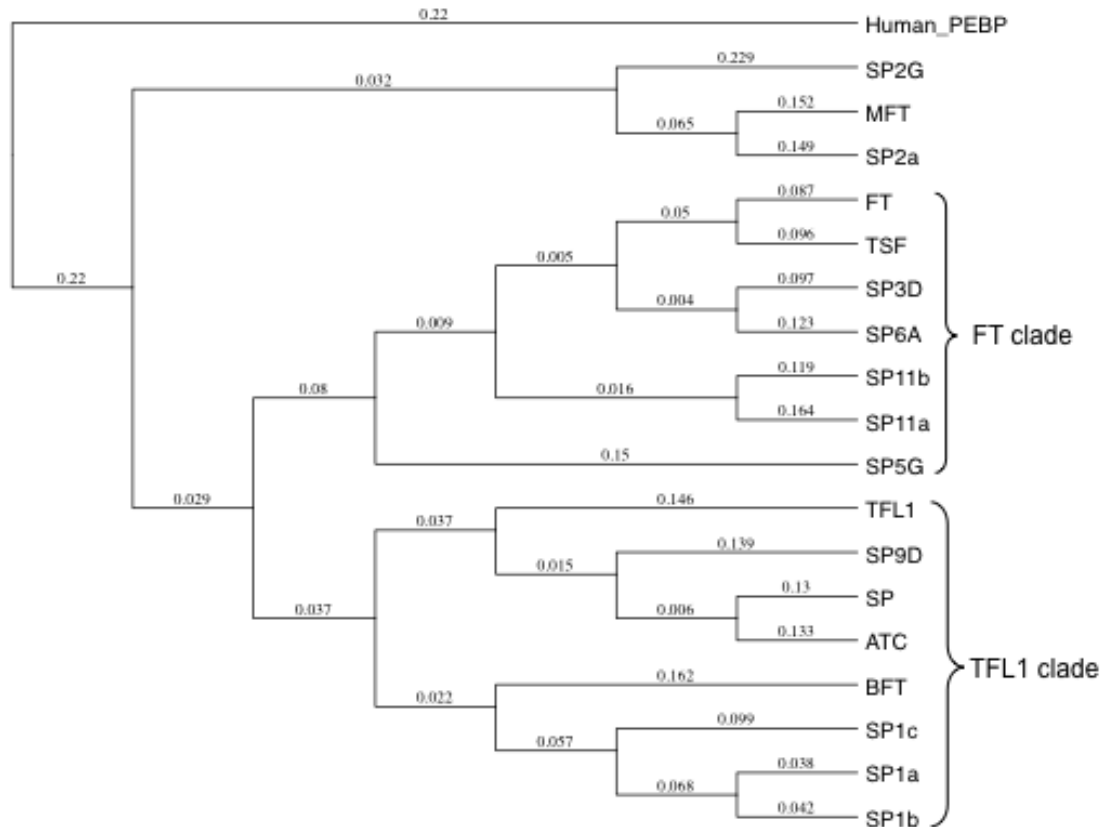 0.22
Human_PEBP
0.229
SP2G
0.032
0.152
MFT
0.065
0.149
SP2a
0.087
FT
0.05
0.096
TSF
0.005
0.097
SP3D
0.22
0.004
0.123
SP6A
0.009
FT clade
0.119
SP11b
0.08
0.016
0.164
SP11a
0.15
SP5G
0.029
0.146
TFL1
0.037
0.139
SP9D
0.015
0.13
SP
0.037
0.006
0.133
ATC
TFL1 clade
0.162
BFT
0.022
0.099
SP1c
0.057
0.038
SP1a
0.068
0.042
SP1b